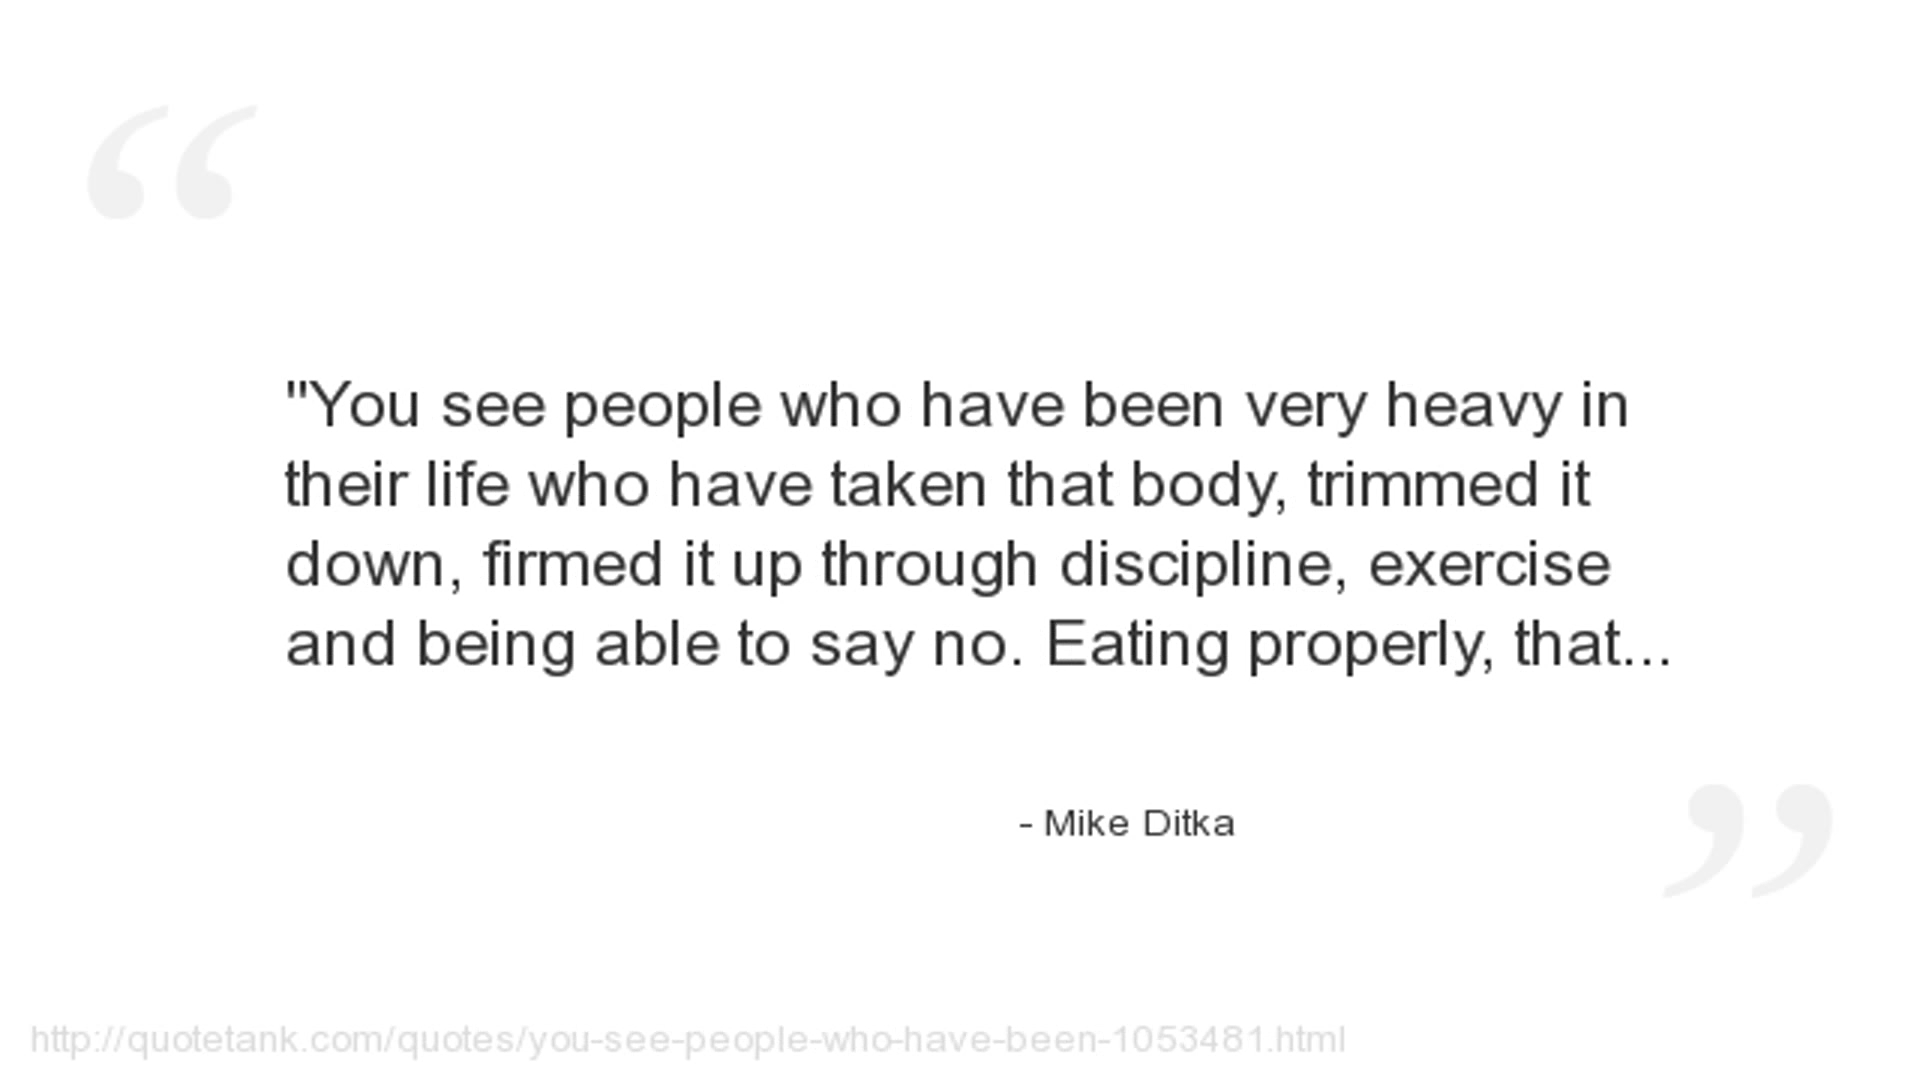 "You see people who have been very heavy in
their life who have taken that body, trimmed it
down, firmed it up through discipline, exercise
and being able to say no. Eating properly, that...
- Mike Ditka
http://quotetank.com/quotes/you-see-people-who-have-been-1053481.html